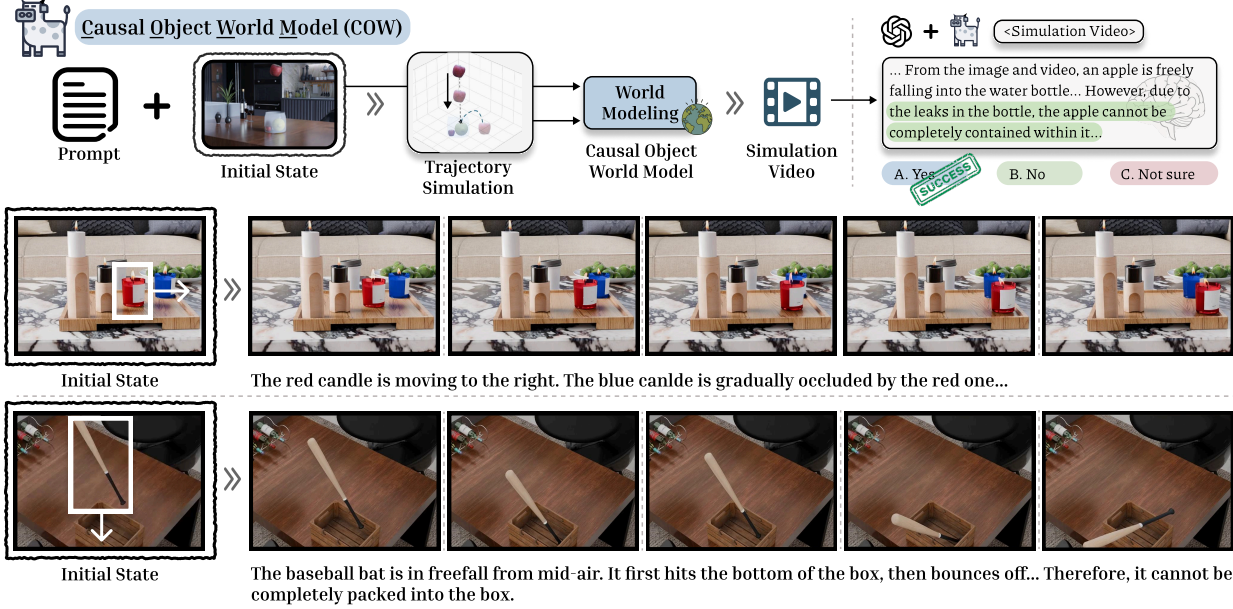 Causal Object World Model (COW)
Prompt
Initial State
Trajectory
Simulation
World
Modeling
Causal Object
World Model
Simulation
Video
<Simulation Video>
... From the image and video, an apple is freely
falling into the water bottle... However, due to
the leaks in the bottle, the apple cannot be
completely contained within it...
A. Yes
SUCCESS
B. No
C. Not sure
Initial State
The red candle is moving to the right. The blue canlde is gradually occluded by the red one...
Initial State
The baseball bat is in freefall from mid-air. It first hits the bottom of the box, then bounces off... Therefore, it cannot be
completely packed into the box.